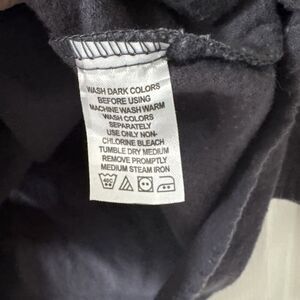 WASH DARK COLORS
BEFORE USING
MACHINE WASH WARM
WASH COLORS
SEPARATELY
USE ONLY NON-
CHLORINE BLEACH
TUMBLE DRY MEDIUM
REMOVE PROMPTLY
MEDIUM STEAM IRON
40C